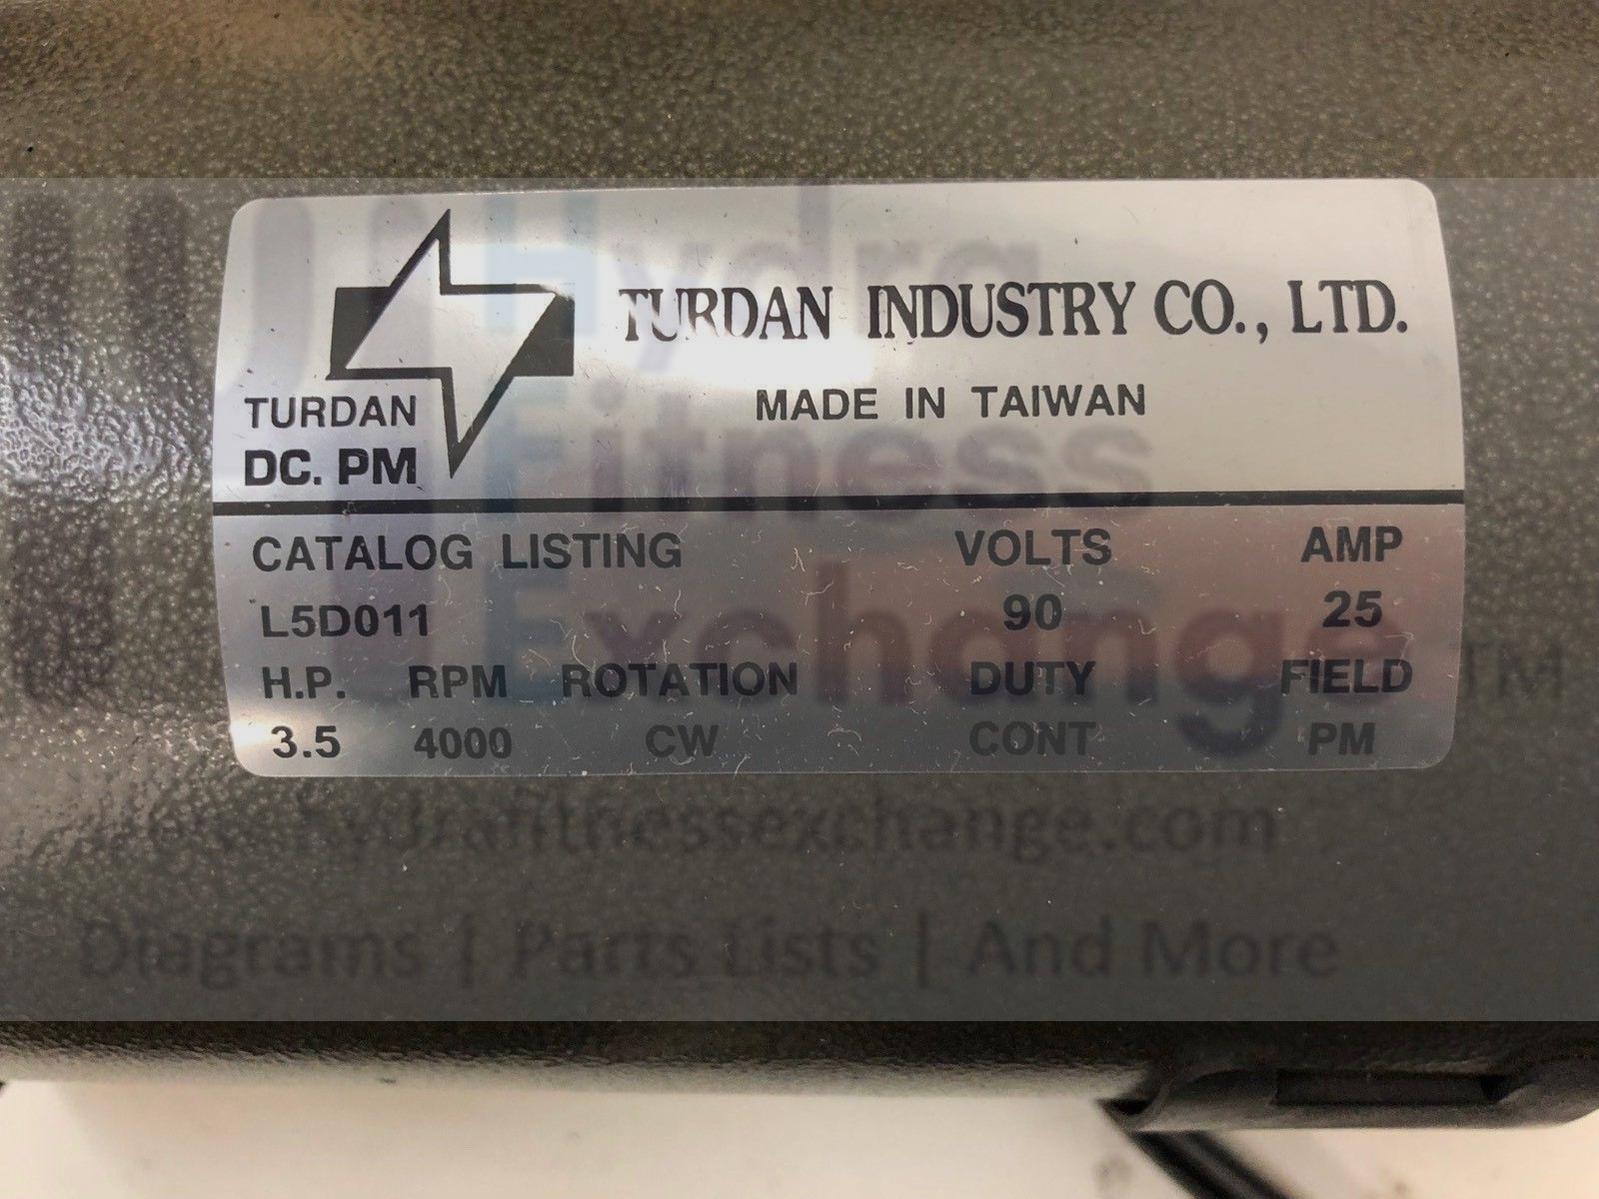 TURDAN INDUSTRY CO., LTD.
MADE IN TAIWAN
TURDAN
DC. PM
CATALOG LISTING VOLTS AMP
L5D011 90 25
H.P. RPM ROTATION DUTY FIELD
3.5 4000 CW CONT PM
Hydra
Fitness
Exchange TM
hydrafitnessexchange.com
Diagrams | Parts Lists | And More